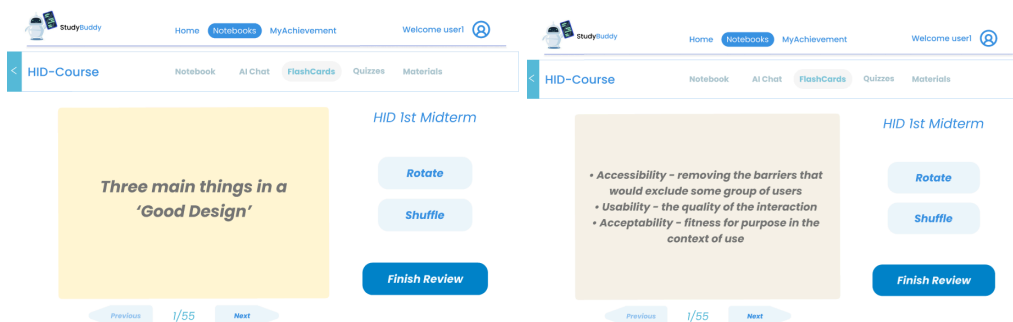 StudyBuddy
Home Notebooks MyAchievement
Welcome user1
< HID-Course
Notebook AI Chat FlashCards Quizzes Materials
Three main things in a
‘Good Design’
HID 1st Midterm
Rotate
Shuffle
Finish Review
Previous 1/55 Next
StudyBuddy
Home Notebooks MyAchievement
Welcome user1
< HID-Course
Notebook AI Chat FlashCards Quizzes Materials
• Accessibility - removing the barriers that
would exclude some group of users
• Usability - the quality of the interaction
• Acceptability - fitness for purpose in the
context of use
HID 1st Midterm
Rotate
Shuffle
Finish Review
Previous 1/55 Next